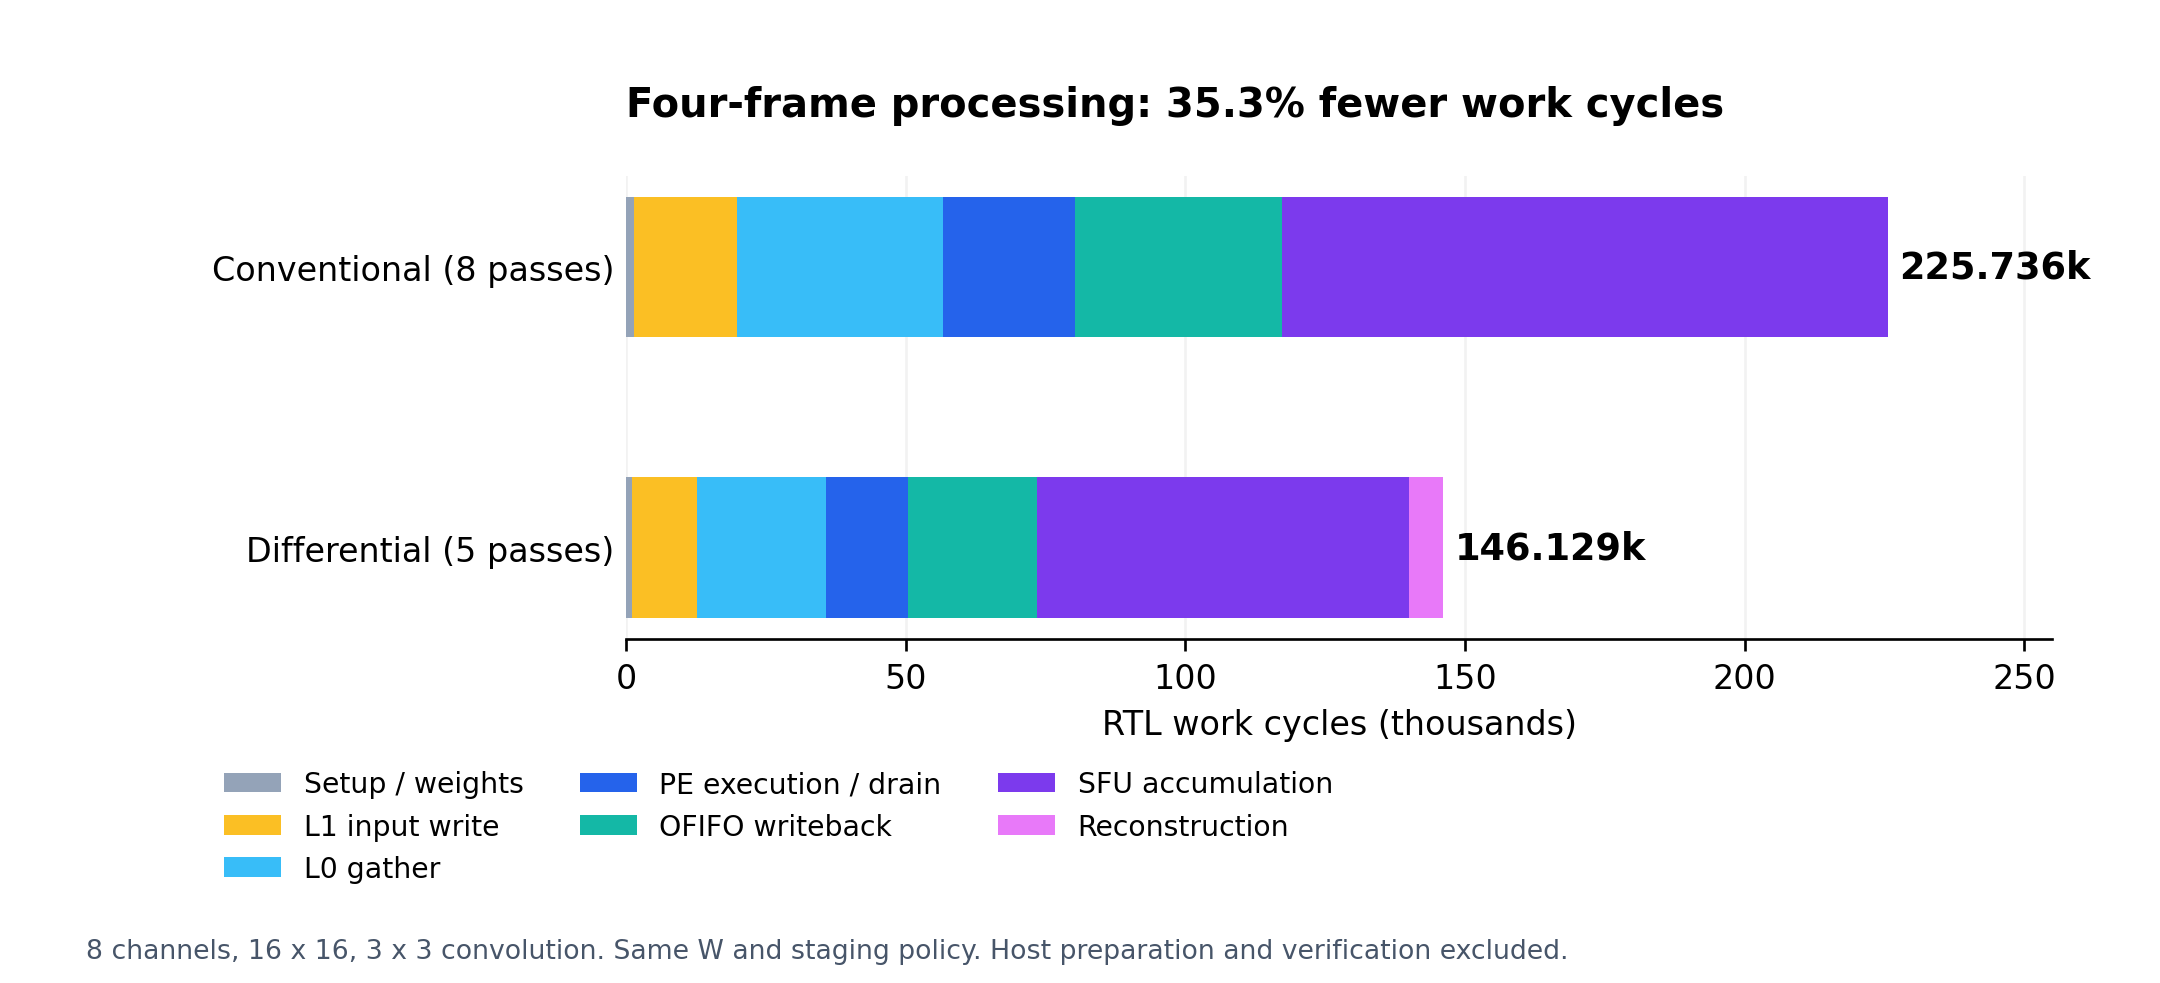 Four-frame processing: 35.3% fewer work cycles
Conventional (8 passes)
225.736k
Differential (5 passes)
146.129k
0 50 100 150 200 250
RTL work cycles (thousands)
Setup / weights
L1 input write
L0 gather
PE execution / drain
OFIFO writeback
SFU accumulation
Reconstruction
8 channels, 16 x 16, 3 x 3 convolution. Same W and staging policy. Host preparation and verification excluded.